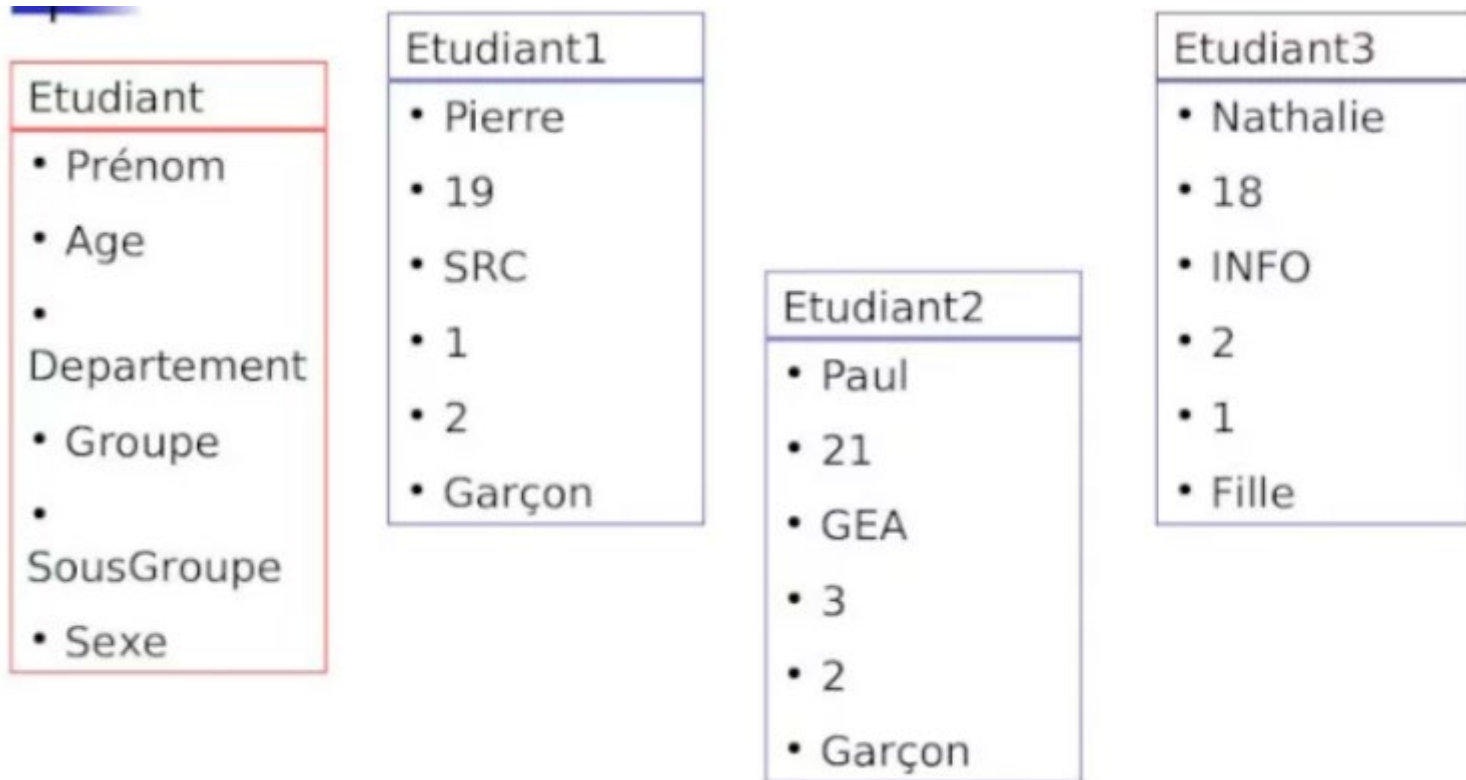 Etudiant
• Prénom
• Age
•
Departement
• Groupe
•
SousGroupe
• Sexe
Etudiant1
• Pierre
• 19
• SRC
• 1
• 2
• Garçon
Etudiant2
• Paul
• 21
• GEA
• 3
• 2
• Garçon
Etudiant3
• Nathalie
• 18
• INFO
• 2
• 1
• Fille